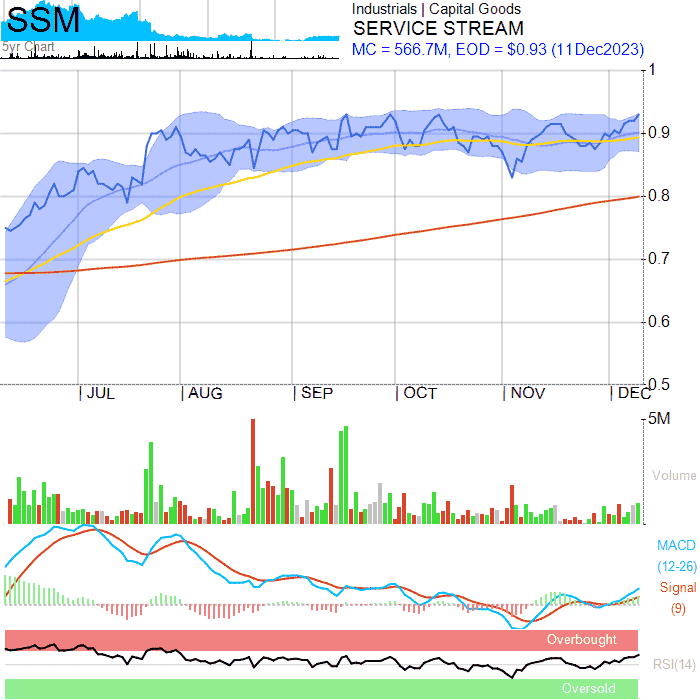 SSM
5yr Chart
Industrials | Capital Goods
SERVICE STREAM
MC = 566.7M, EOD = $0.93 (11Dec2023)
1
0.9
0.8
0.7
0.6
0.5
JUL
AUG
SEP
OCT
NOV
DEC
5M
Volume
MACD
(12-26)
Signal
(9)
Overbought
RSI(14)
Oversold